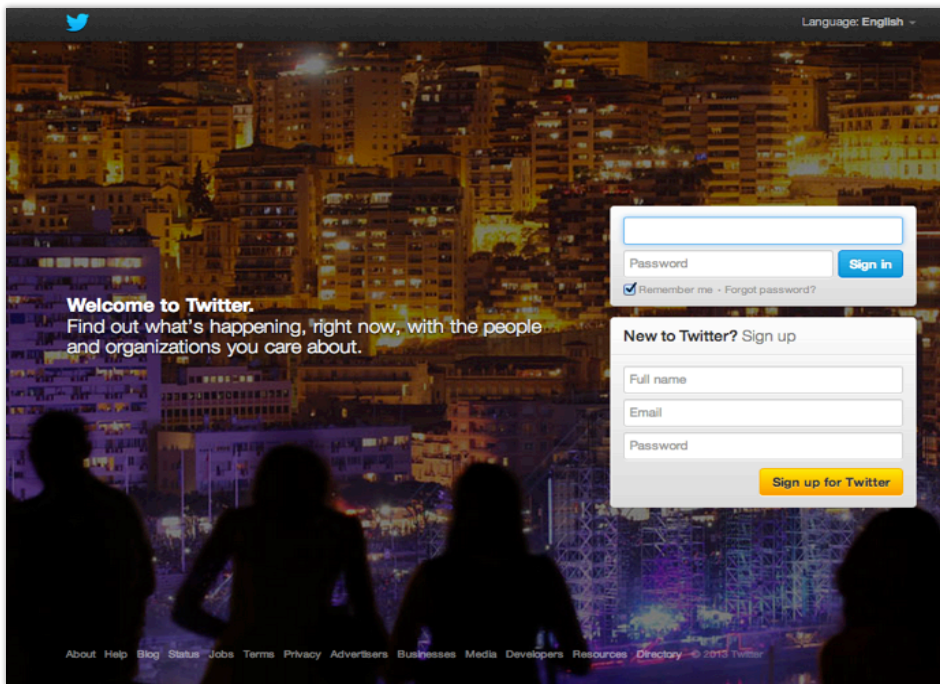 Language: English
Welcome to Twitter.
Find out what's happening, right now, with the people
and organizations you care about.
Password
Sign in
Remember me · Forgot password?
New to Twitter? Sign up
Full name
Email
Password
Sign up for Twitter
About Help Blog Status Jobs Terms Privacy Advertisers Businesses Media Developers Resources Directory © 2013 Twitter